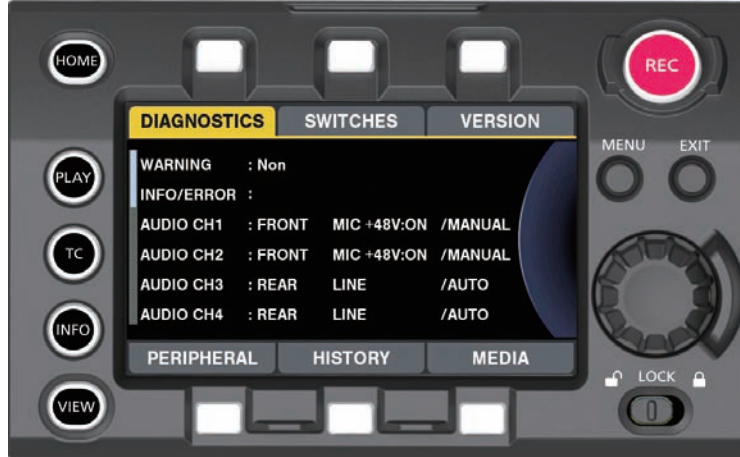 HOME
REC
DIAGNOSTICS SWITCHES VERSION
MENU EXIT
WARNING : Non
PLAY
INFO/ERROR :
AUDIO CH1 : FRONT MIC +48V:ON /MANUAL
TC
AUDIO CH2 : FRONT MIC +48V:ON /MANUAL
AUDIO CH3 : REAR LINE /AUTO
INFO
AUDIO CH4 : REAR LINE /AUTO
PERIPHERAL HISTORY MEDIA
LOCK
VIEW